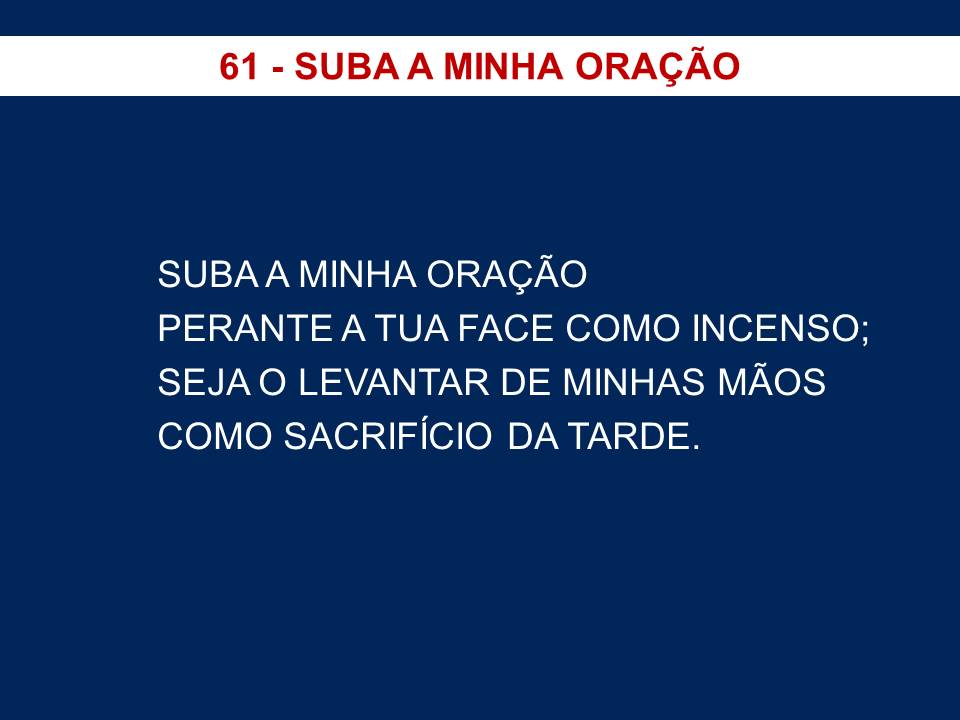 61 - SUBA A MINHA ORAÇÃO
SUBA A MINHA ORAÇÃO
PERANTE A TUA FACE COMO INCENSO;
SEJA O LEVANTAR DE MINHAS MÃOS
COMO SACRIFÍCIO DA TARDE.